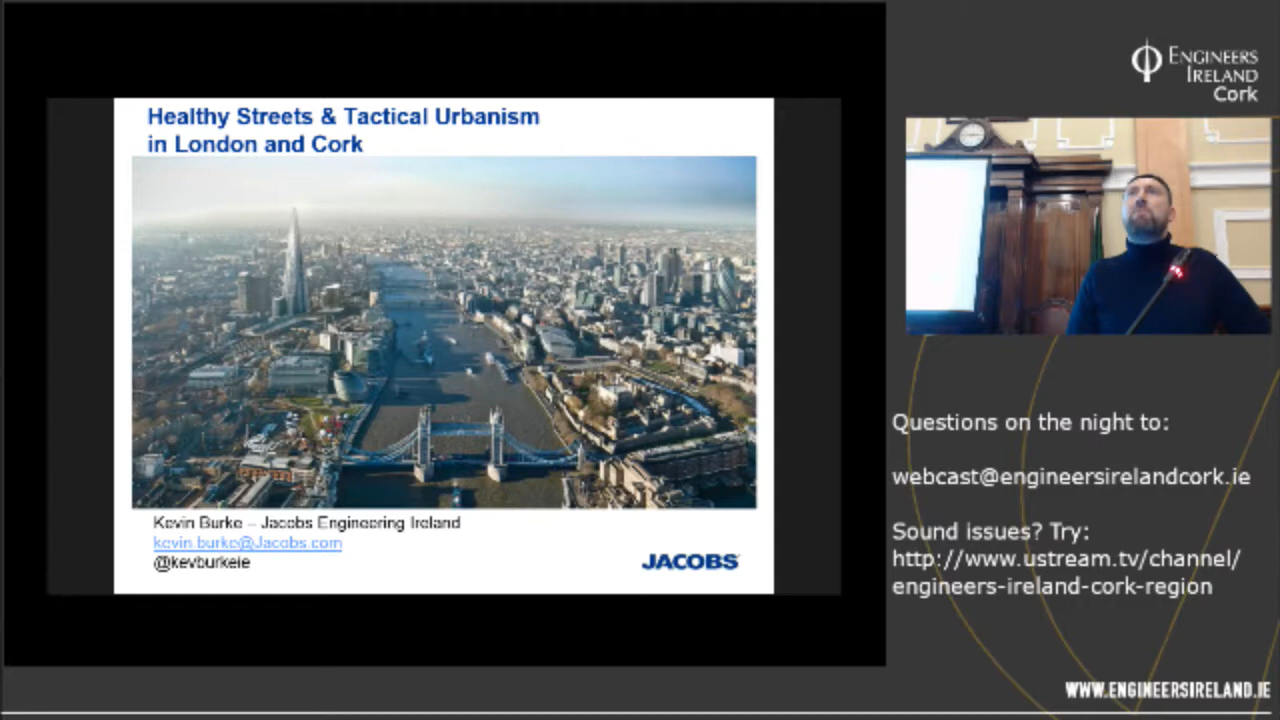 Healthy Streets & Tactical Urbanism
in London and Cork
Kevin Burke – Jacobs Engineering Ireland
kevin.burke@Jacobs.com
@kevburkeie
JACOBS
ENGINEERS
IRELAND
Cork
Questions on the night to:
webcast@engineersirelandcork.ie
Sound issues? Try:
http://www.ustream.tv/channel/
engineers-ireland-cork-region
WWW.ENGINEERSIRELAND.IE